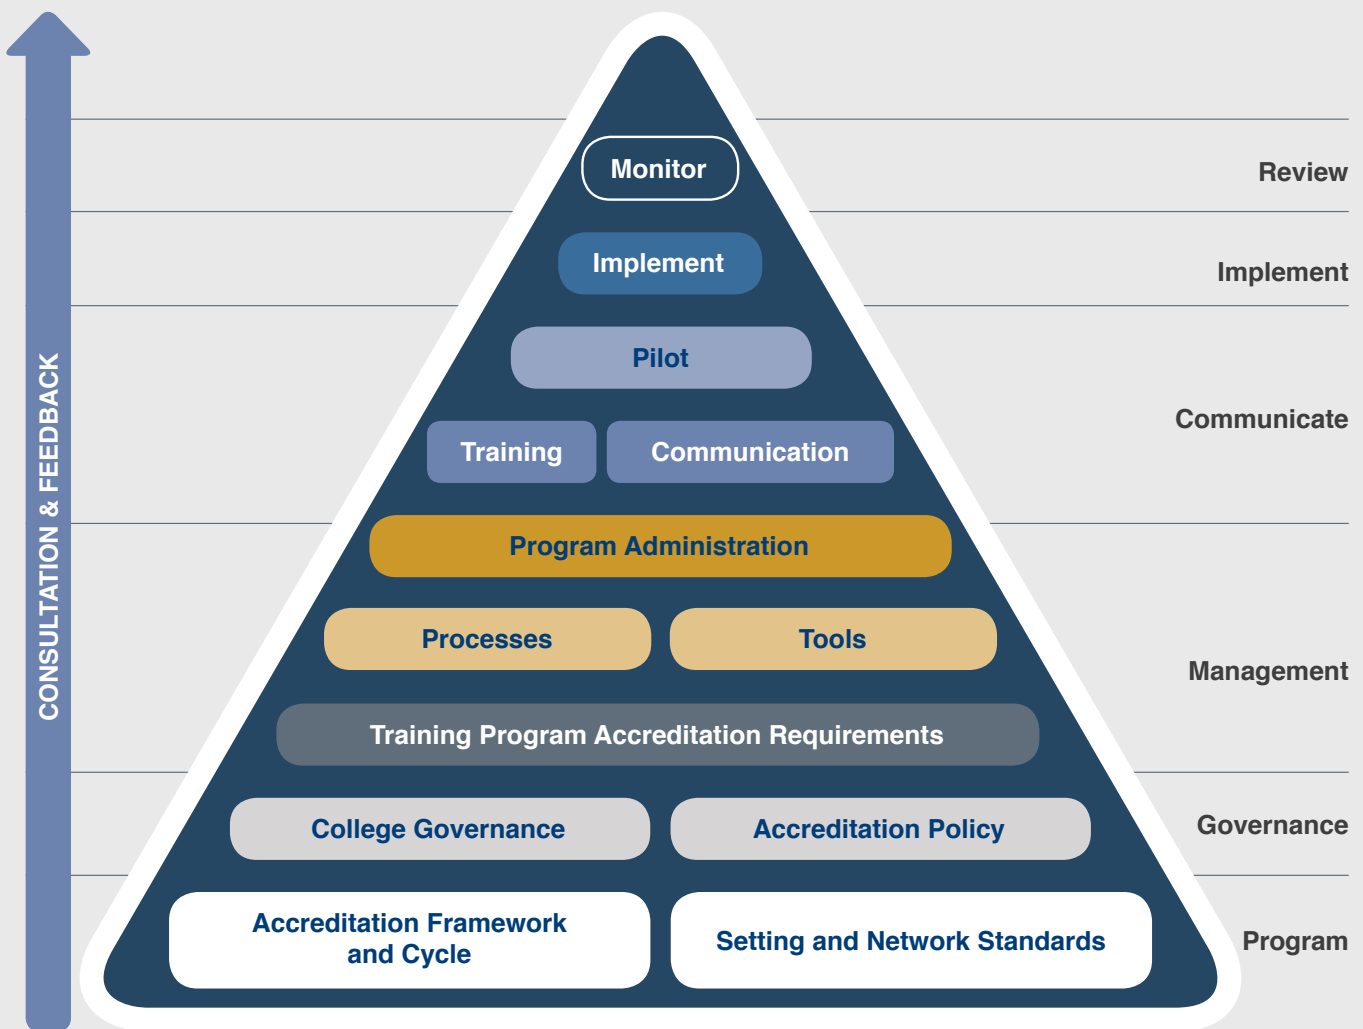 CONSULTATION & FEEDBACK
Monitor
Review
Implement
Implement
Pilot
Communicate
Training
Communication
Program Administration
Processes
Tools
Management
Training Program Accreditation Requirements
College Governance
Accreditation Policy
Governance
Accreditation Framework
and Cycle
Setting and Network Standards
Program